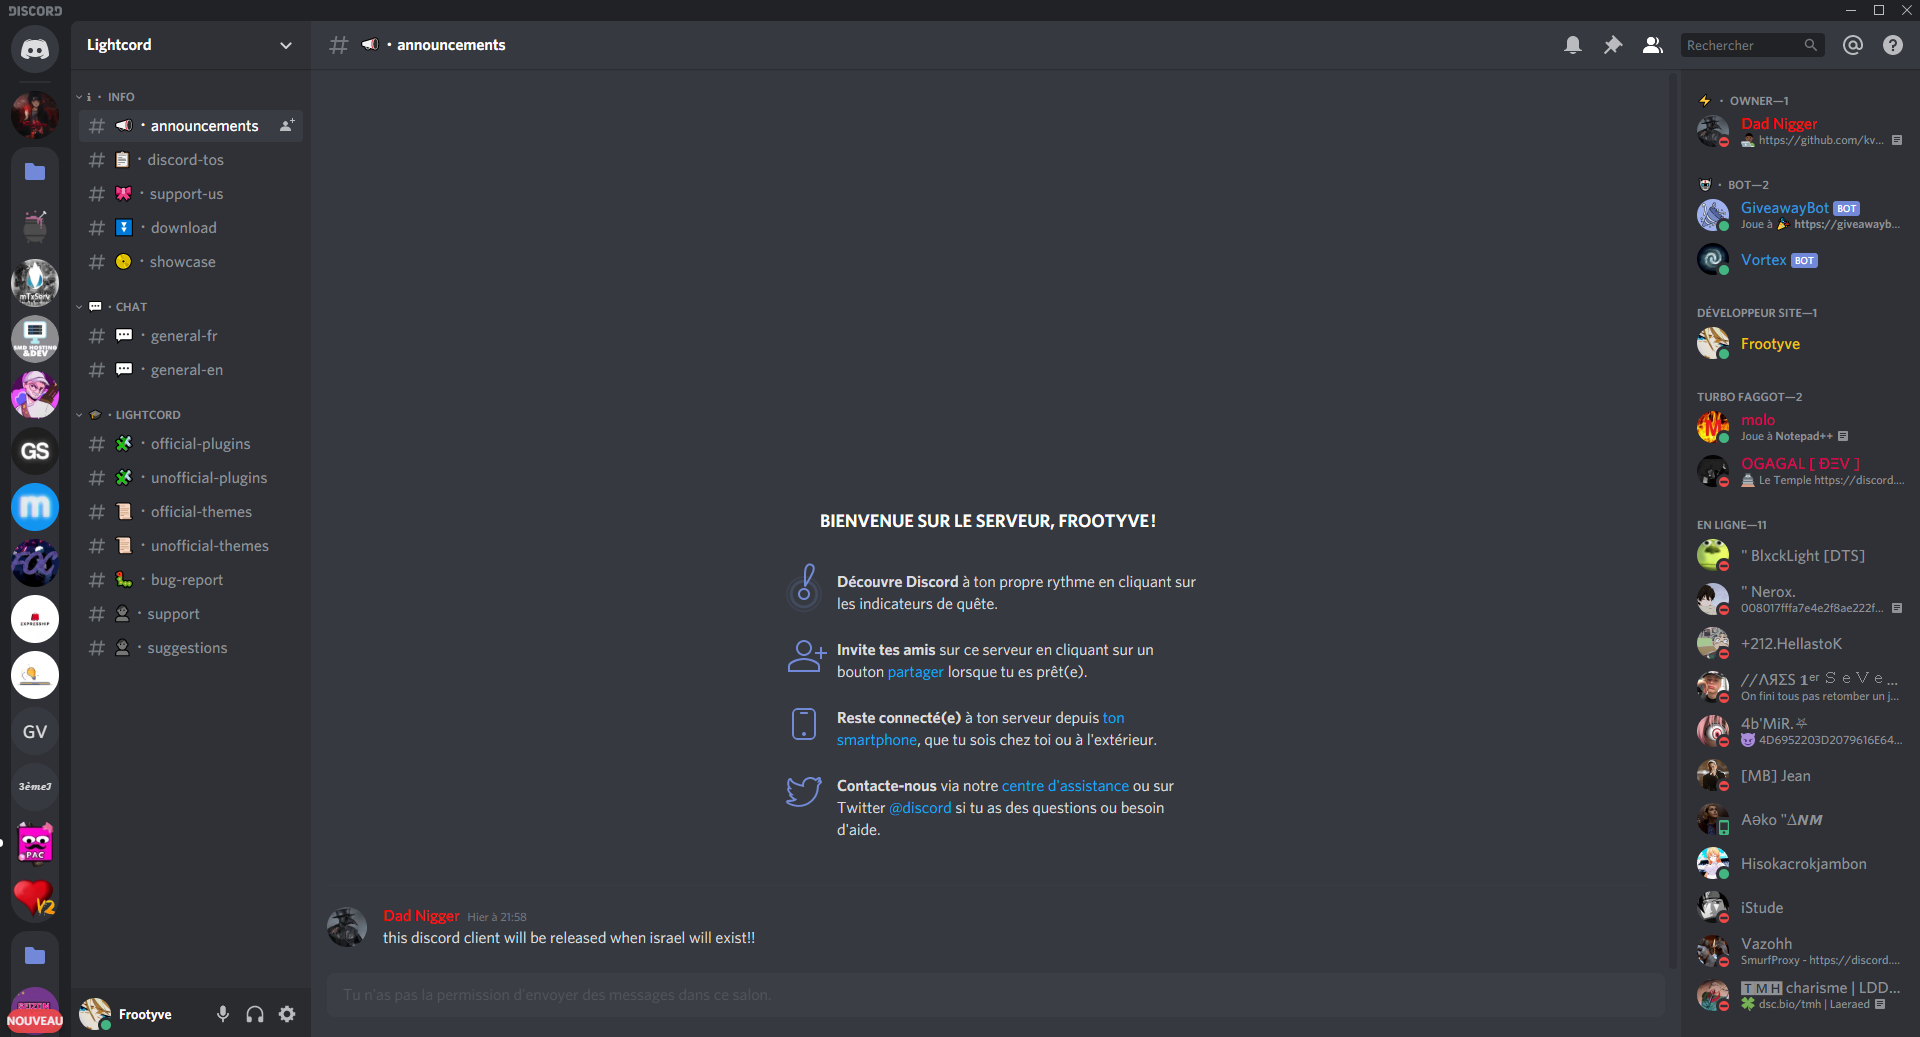 DISCORD
Lightcord
• announcements
Rechercher
INFO
• announcements
• discord-tos
• support-us
• download
• showcase
• CHAT
• general-fr
• general-en
• LIGHTCORD
• official-plugins
• unofficial-plugins
• official-themes
• unofficial-themes
• bug-report
• support
• suggestions
mTxServ
SMD HOSTING
&DEV
GS
m
FOC
EXPRESSHIP
GV
3èmeJ
PAC
V2
NOUVEAU
Frootyve
BIENVENUE SUR LE SERVEUR, FROOTYVE!
Découvre Discord à ton propre rythme en cliquant sur
les indicateurs de quête.
Invite tes amis sur ce serveur en cliquant sur un
bouton partager lorsque tu es prêt(e).
Reste connecté(e) à ton serveur depuis ton
smartphone, que tu sois chez toi ou à l'extérieur.
Contacte-nous via notre centre d'assistance ou sur
Twitter @discord si tu as des questions ou besoin
d'aide.
Dad Nigger Hier à 21:58
this discord client will be released when israel will exist!!
Tu n'as pas la permission d'envoyer des messages dans ce salon.
• OWNER—1
Dad Nigger
https://github.com/kv...
• BOT—2
GiveawayBot BOT
Joue à https://giveawayb...
Vortex BOT
DÉVELOPPEUR SITE—1
Frootyve
TURBO FAGGOT—2
molo
Joue à Notepad++
OGAGAL [ ĐΞV ]
Le Temple https://discord....
EN LIGNE—11
" BlxckLight [DTS]
" Nerox.
008017fffa7e4e2f8ae222f...
+212.HellastoK
//ΛЯΣS 1ᵉʳ S e V e ...
On fini tous pas retomber un j...
4b'MiR.⛧
4D6952203D2079616E64...
[MB] Jean
Aəko "ΔNM
Hisokacrokjambon
iStude
Vazohh
SmurfProxy - https://discord....
TMH charisme | LDD...
dsc.bio/tmh | Laeraed